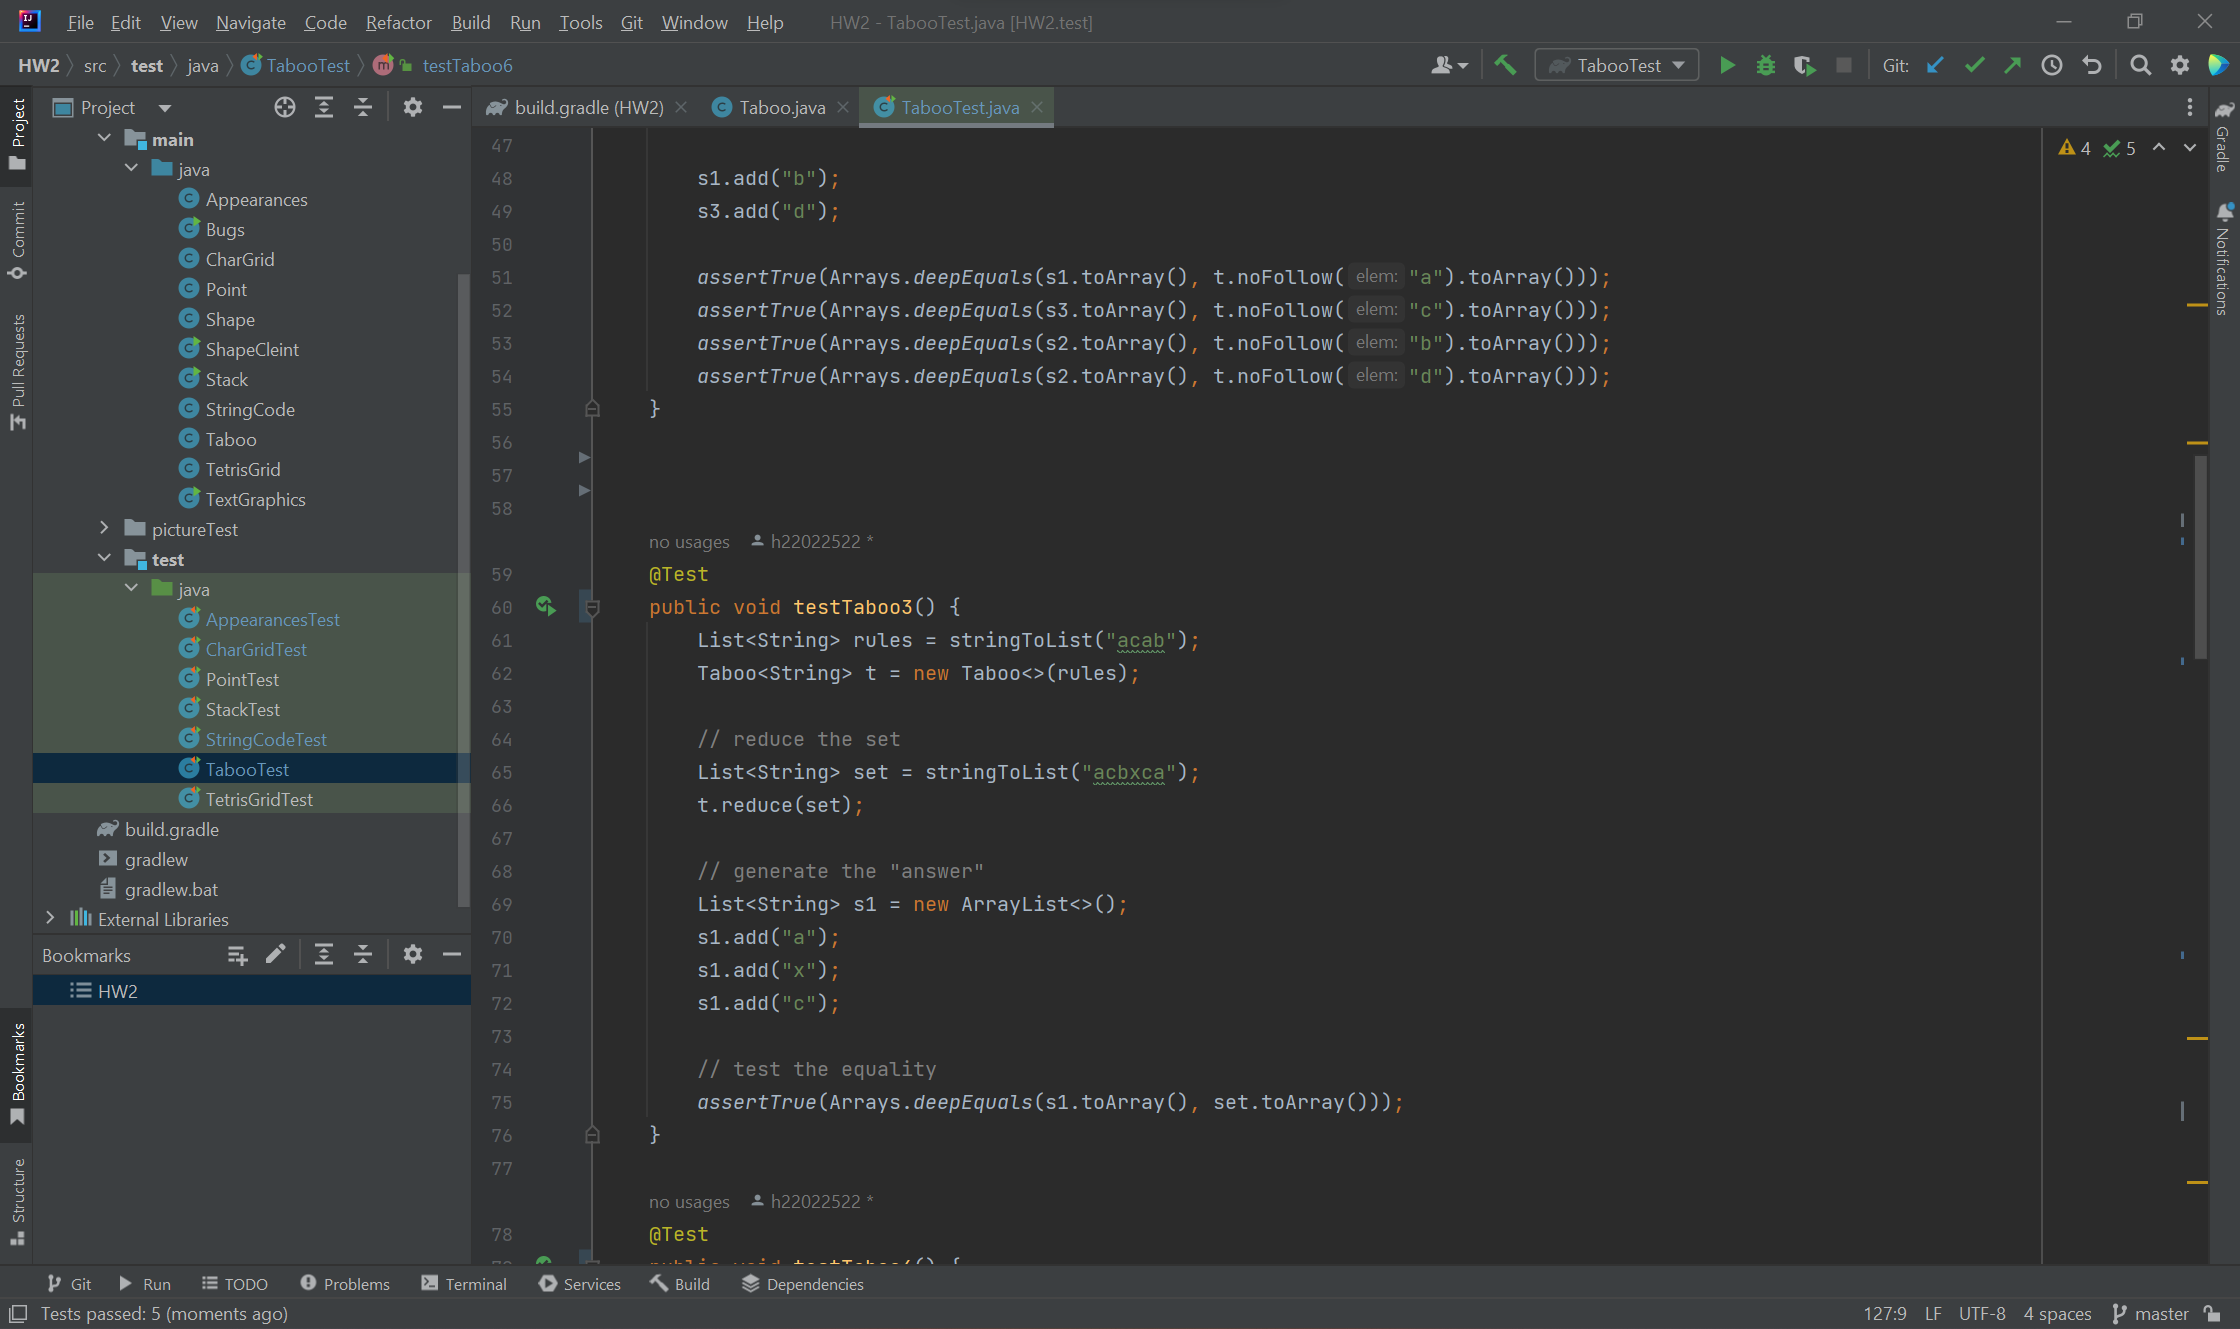 File Edit View Navigate Code Refactor Build Run Tools Git Window Help HW2 - TabooTest.java [HW2.test]
HW2 src test java TabooTest m testTaboo6 TabooTest Git:
Project
build.gradle (HW2) Taboo.java TabooTest.java
Project
Commit
Pull Requests
Bookmarks
Structure
main
java
Appearances
Bugs
CharGrid
Point
Shape
ShapeCleint
Stack
StringCode
Taboo
TetrisGrid
TextGraphics
pictureTest
test
java
AppearancesTest
CharGridTest
PointTest
StackTest
StringCodeTest
TabooTest
TetrisGridTest
build.gradle
gradlew
gradlew.bat
External Libraries
Bookmarks
HW2
4 5
47
48 s1.add("b");
49 s3.add("d");
50
51 assertTrue(Arrays.deepEquals(s1.toArray(), t.noFollow( elem: "a").toArray()));
52 assertTrue(Arrays.deepEquals(s3.toArray(), t.noFollow( elem: "c").toArray()));
53 assertTrue(Arrays.deepEquals(s2.toArray(), t.noFollow( elem: "b").toArray()));
54 assertTrue(Arrays.deepEquals(s2.toArray(), t.noFollow( elem: "d").toArray()));
55 }
56
57
58
no usages h22022522 *
59 @Test
60 public void testTaboo3() {
61 List<String> rules = stringToList("acab");
62 Taboo<String> t = new Taboo<>(rules);
63
64 // reduce the set
65 List<String> set = stringToList("acbxca");
66 t.reduce(set);
67
68 // generate the "answer"
69 List<String> s1 = new ArrayList<>();
70 s1.add("a");
71 s1.add("x");
72 s1.add("c");
73
74 // test the equality
75 assertTrue(Arrays.deepEquals(s1.toArray(), set.toArray()));
76 }
77
no usages h22022522 *
78 @Test
79 public void testTaboo4() {
Gradle
Notifications
Git Run TODO Problems Terminal Services Build Dependencies
Tests passed: 5 (moments ago) 127:9 LF UTF-8 4 spaces master